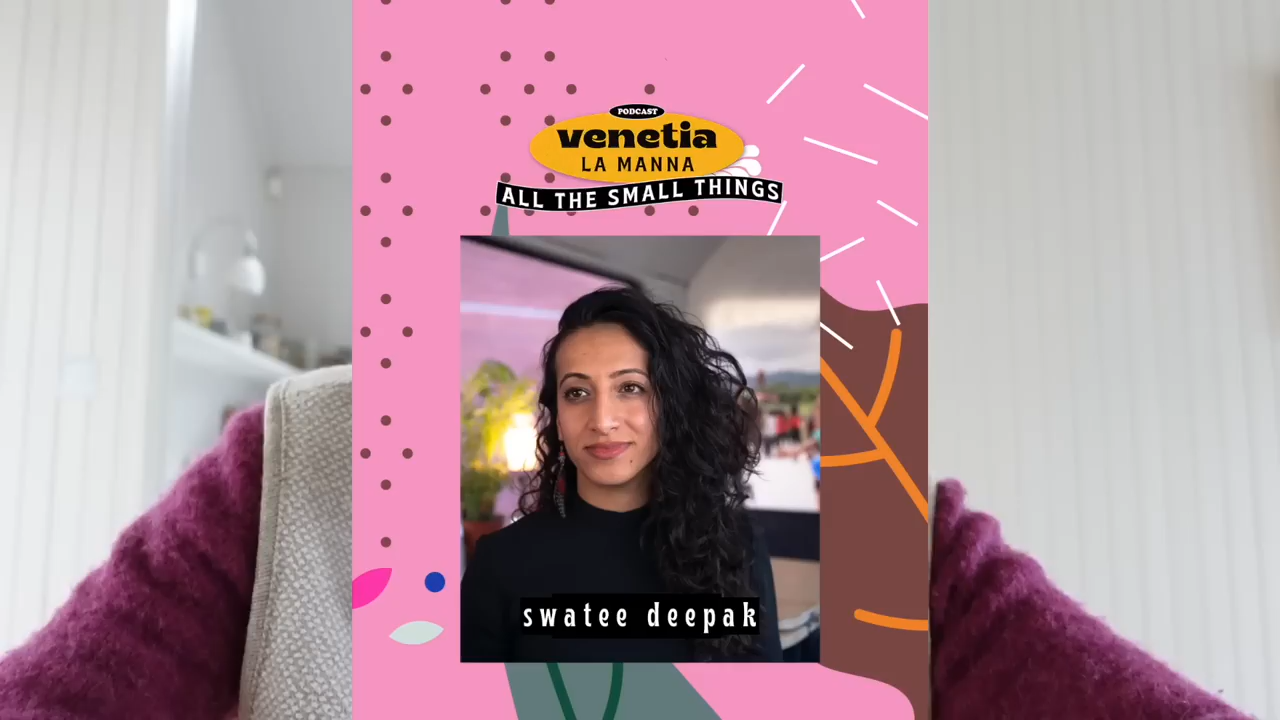 PODCAST
venetia
LA MANNA
ALL THE SMALL THINGS
swatee deepak